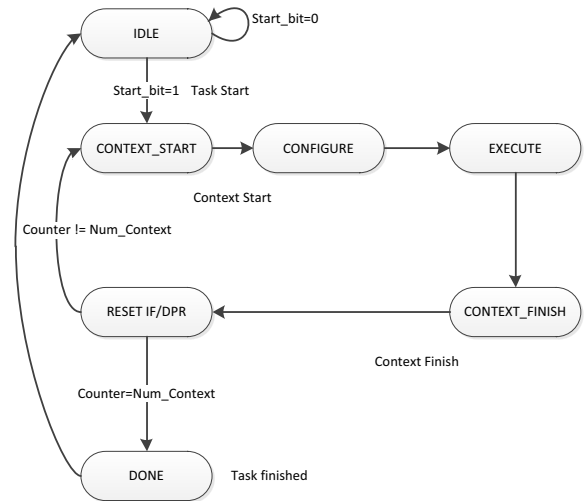 IDLE
Start_bit=0
Start_bit=1 Task Start
CONTEXT_START
CONFIGURE
EXECUTE
Context Start
Counter != Num_Context
RESET IF/DPR
CONTEXT_FINISH
Context Finish
Counter=Num_Context
DONE
Task finished